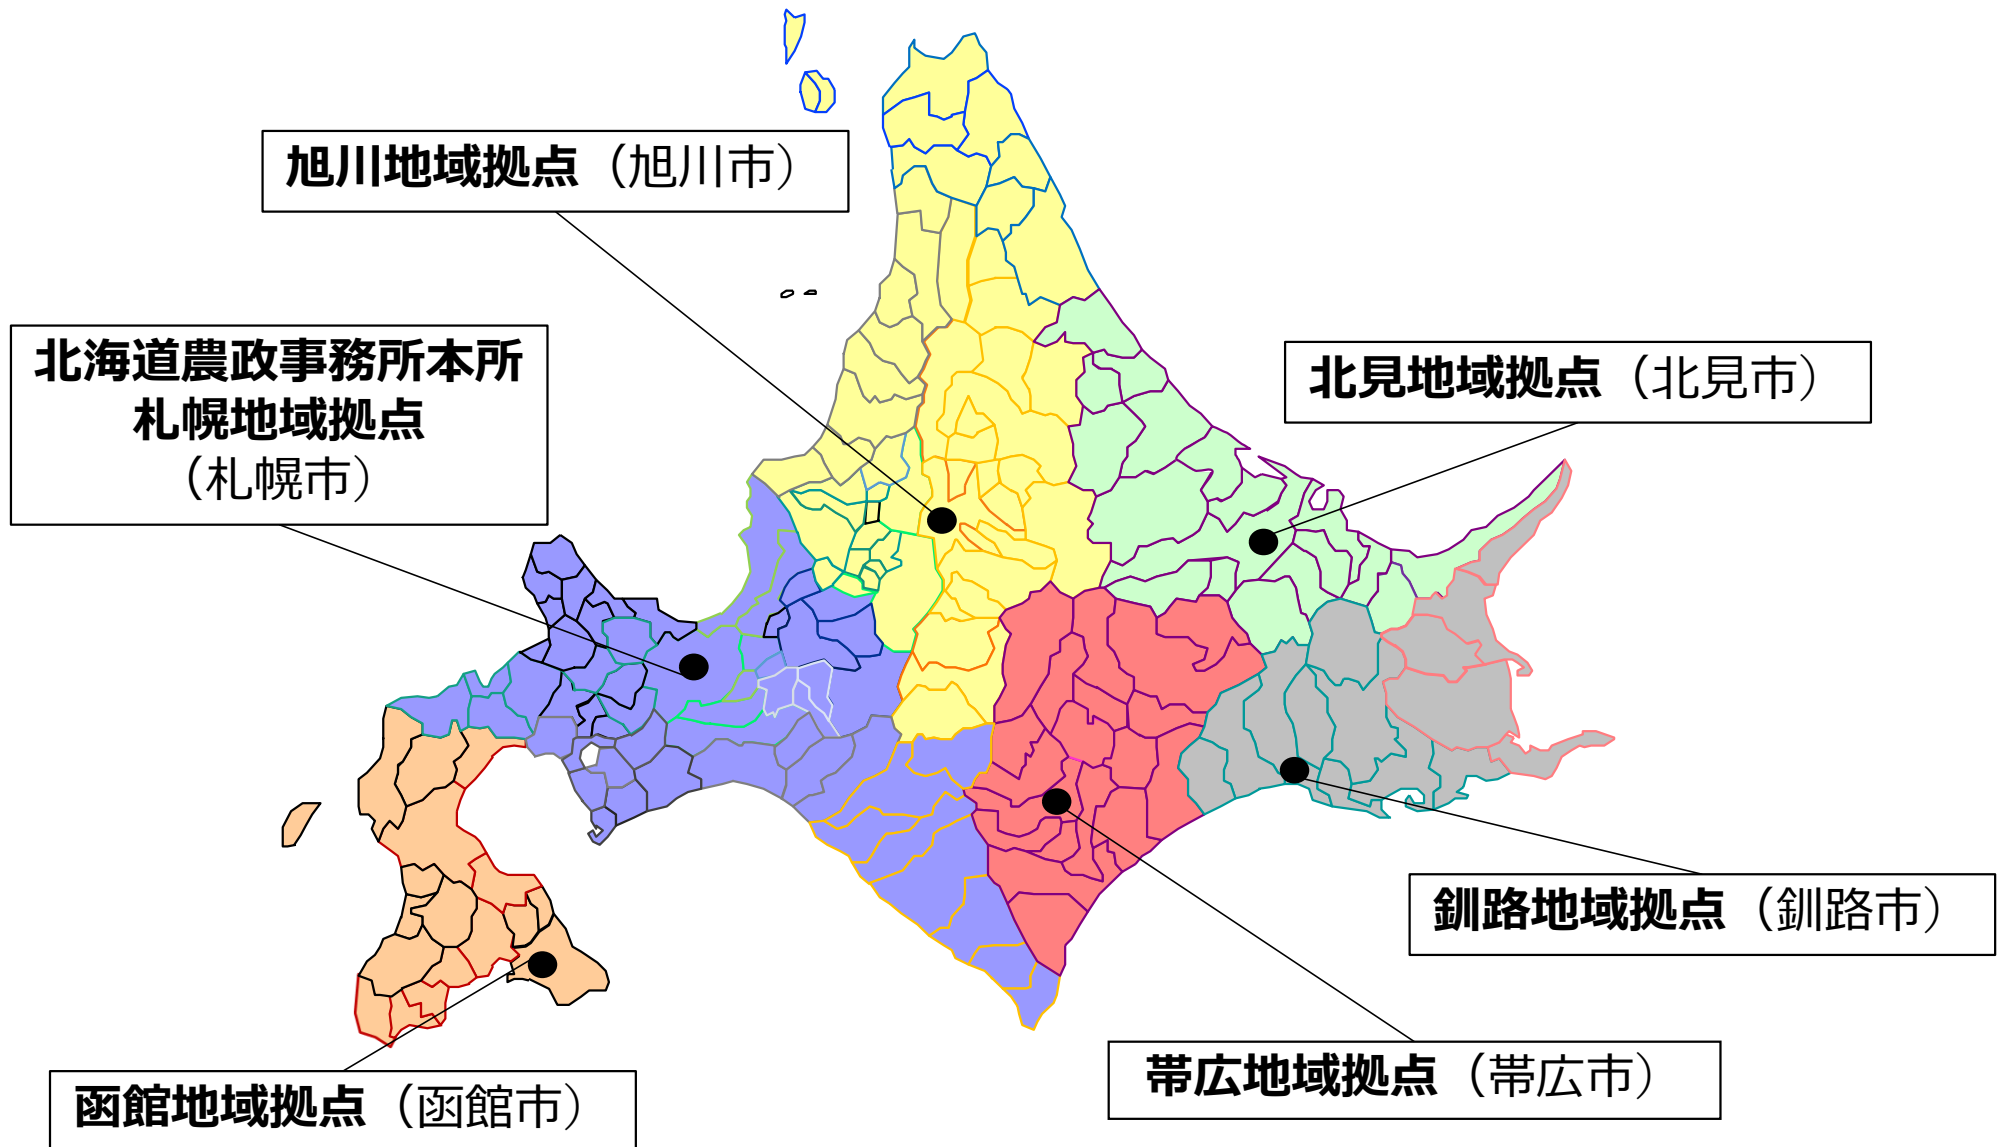 旭川地域拠点（旭川市）
北海道農政事務所本所
札幌地域拠点
（札幌市）
北見地域拠点（北見市）
釧路地域拠点（釧路市）
帯広地域拠点（帯広市）
函館地域拠点（函館市）